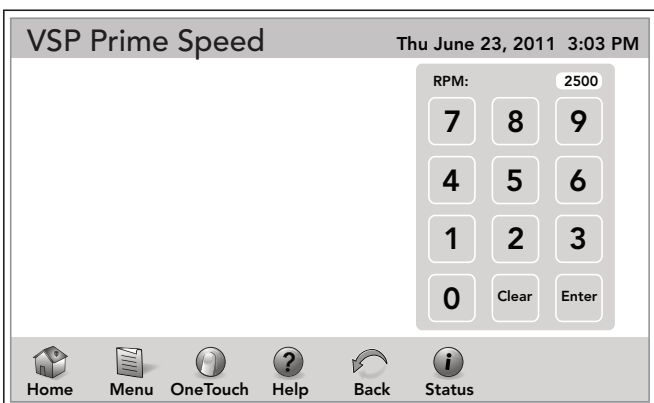 VSP Prime Speed Thu June 23, 2011 3:03 PM
RPM: 2500
7 8 9
4 5 6
1 2 3
0 Clear Enter
? i
Home Menu OneTouch Help Back Status